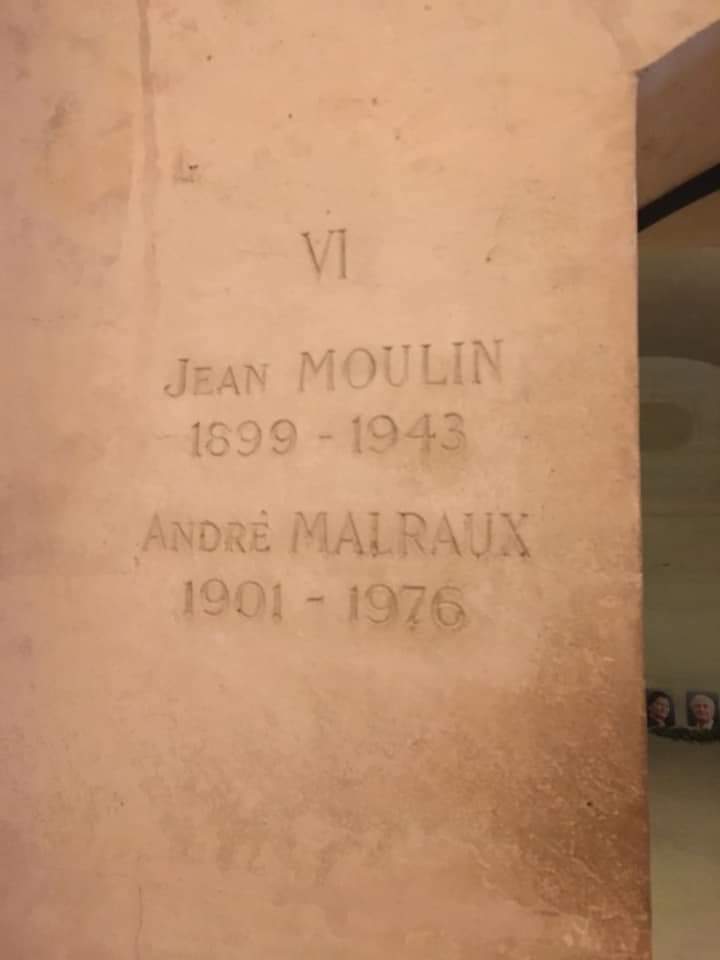 VI
JEAN MOULIN
1899 - 1943
ANDRÉ MALRAUX
1901 - 1976